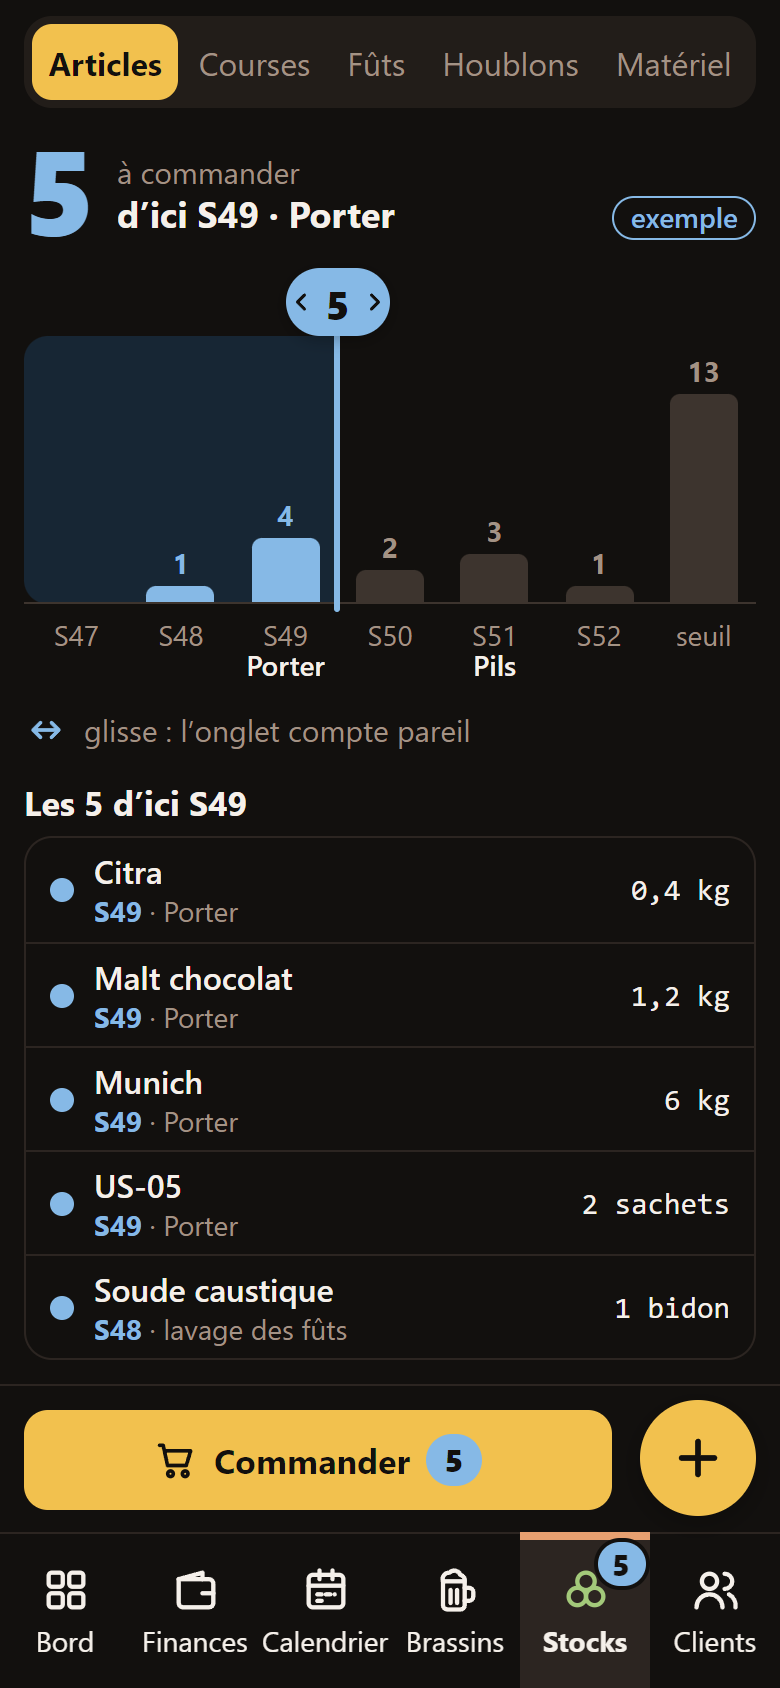 Articles Courses Fûts Houblons Matériel
5
à commander
d’ici S49 · Porter
exemple
5
13
4
3
2
1
1
S47 S48 S49 S50 S51 S52 seuil
Porter Pils
glisse : l’onglet compte pareil
Les 5 d’ici S49
Citra
S49 · Porter
0,4 kg
Malt chocolat
S49 · Porter
1,2 kg
Munich
S49 · Porter
6 kg
US-05
S49 · Porter
2 sachets
Soude caustique
S48 · lavage des fûts
1 bidon
Commander 5
5
Bord Finances Calendrier Brassins Stocks Clients